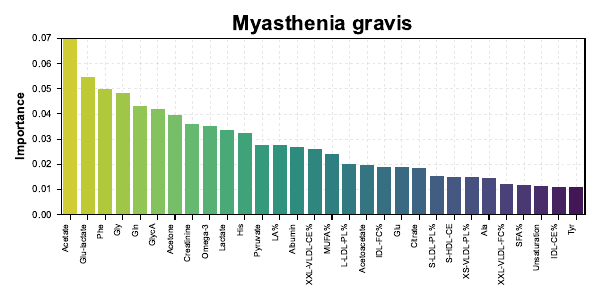 Myasthenia gravis
Importance
0.07
0.06
0.05
0.04
0.03
0.02
0.01
0.00
Acetate
Glu-lactate
Phe
Gly
Gln
GlycA
Acetone
Creatinine
Omega-3
Lactate
His
Pyruvate
LA%
Albumin
XXL-VLDL-CE%
MUFA%
L-LDL-PL%
Acetoacetate
IDL-FC%
Glu
Citrate
S-LDL-PL%
S-HDL-CE
XS-VLDL-PL%
Ala
XXL-VLDL-FC%
SFA%
Unsaturation
IDL-CE%
Tyr